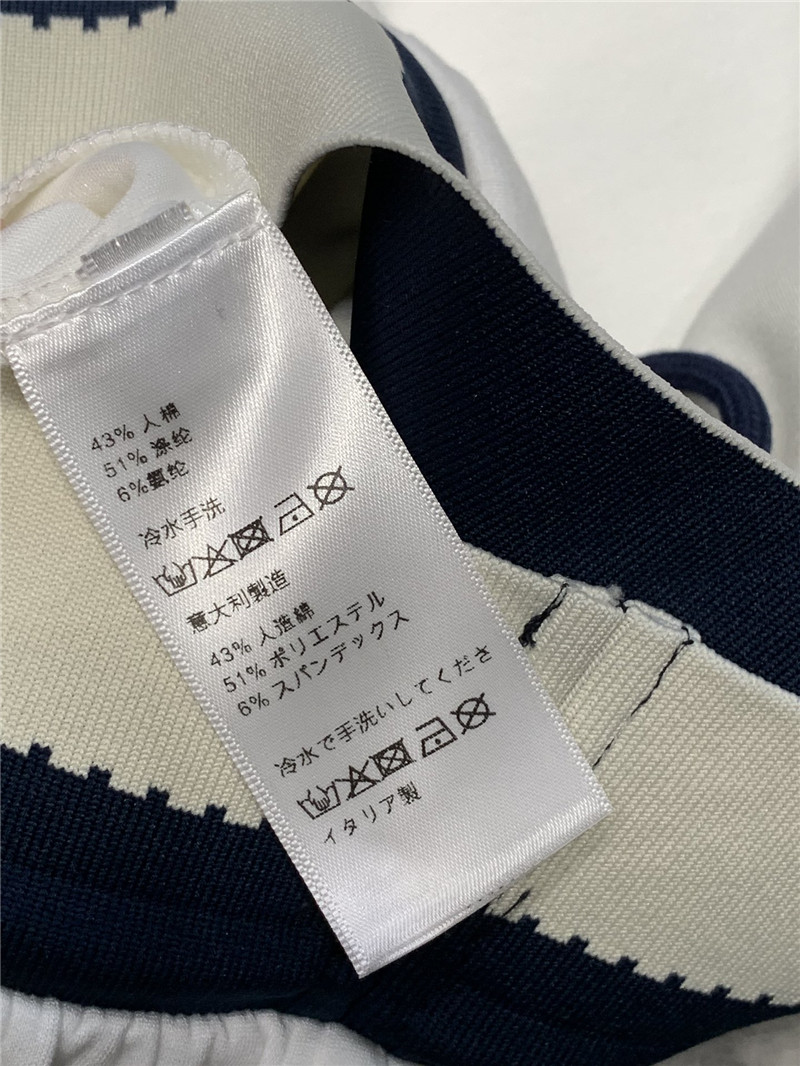 43% 人棉
51% 涤纶
6%氨纶
冷水手洗
意大利製造
43% 人造綿
51% ポリエステル
6% スパンデックス
冷水で手洗いしてくださ
イタリア製